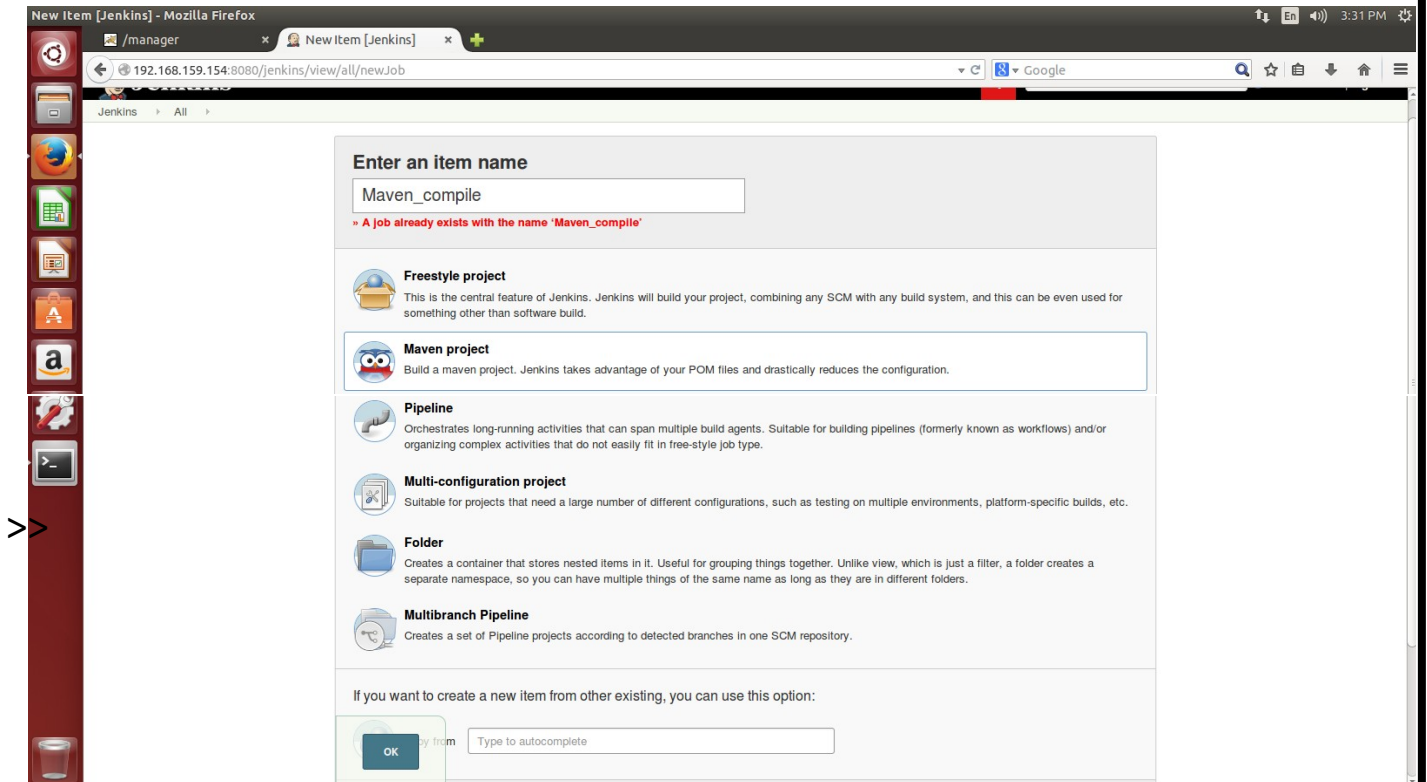 New Item [Jenkins] - Mozilla Firefox
En
3:31 PM
/manager
New Item [Jenkins]
192.168.159.154:8080/jenkins/view/all/newJob
Google
Jenkins
All
Enter an item name
Maven_compile
» A job already exists with the name ‘Maven_compile’
Freestyle project
This is the central feature of Jenkins. Jenkins will build your project, combining any SCM with any build system, and this can be even used for
something other than software build.
Maven project
Build a maven project. Jenkins takes advantage of your POM files and drastically reduces the configuration.
Pipeline
Orchestrates long-running activities that can span multiple build agents. Suitable for building pipelines (formerly known as workflows) and/or
organizing complex activities that do not easily fit in free-style job type.
Multi-configuration project
Suitable for projects that need a large number of different configurations, such as testing on multiple environments, platform-specific builds, etc.
>>
Folder
Creates a container that stores nested items in it. Useful for grouping things together. Unlike view, which is just a filter, a folder creates a
separate namespace, so you can have multiple things of the same name as long as they are in different folders.
Multibranch Pipeline
Creates a set of Pipeline projects according to detected branches in one SCM repository.
If you want to create a new item from other existing, you can use this option:
from
Type to autocomplete
OK